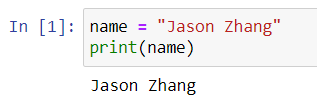 In [1]: name = "Jason Zhang"
print(name)
Jason Zhang